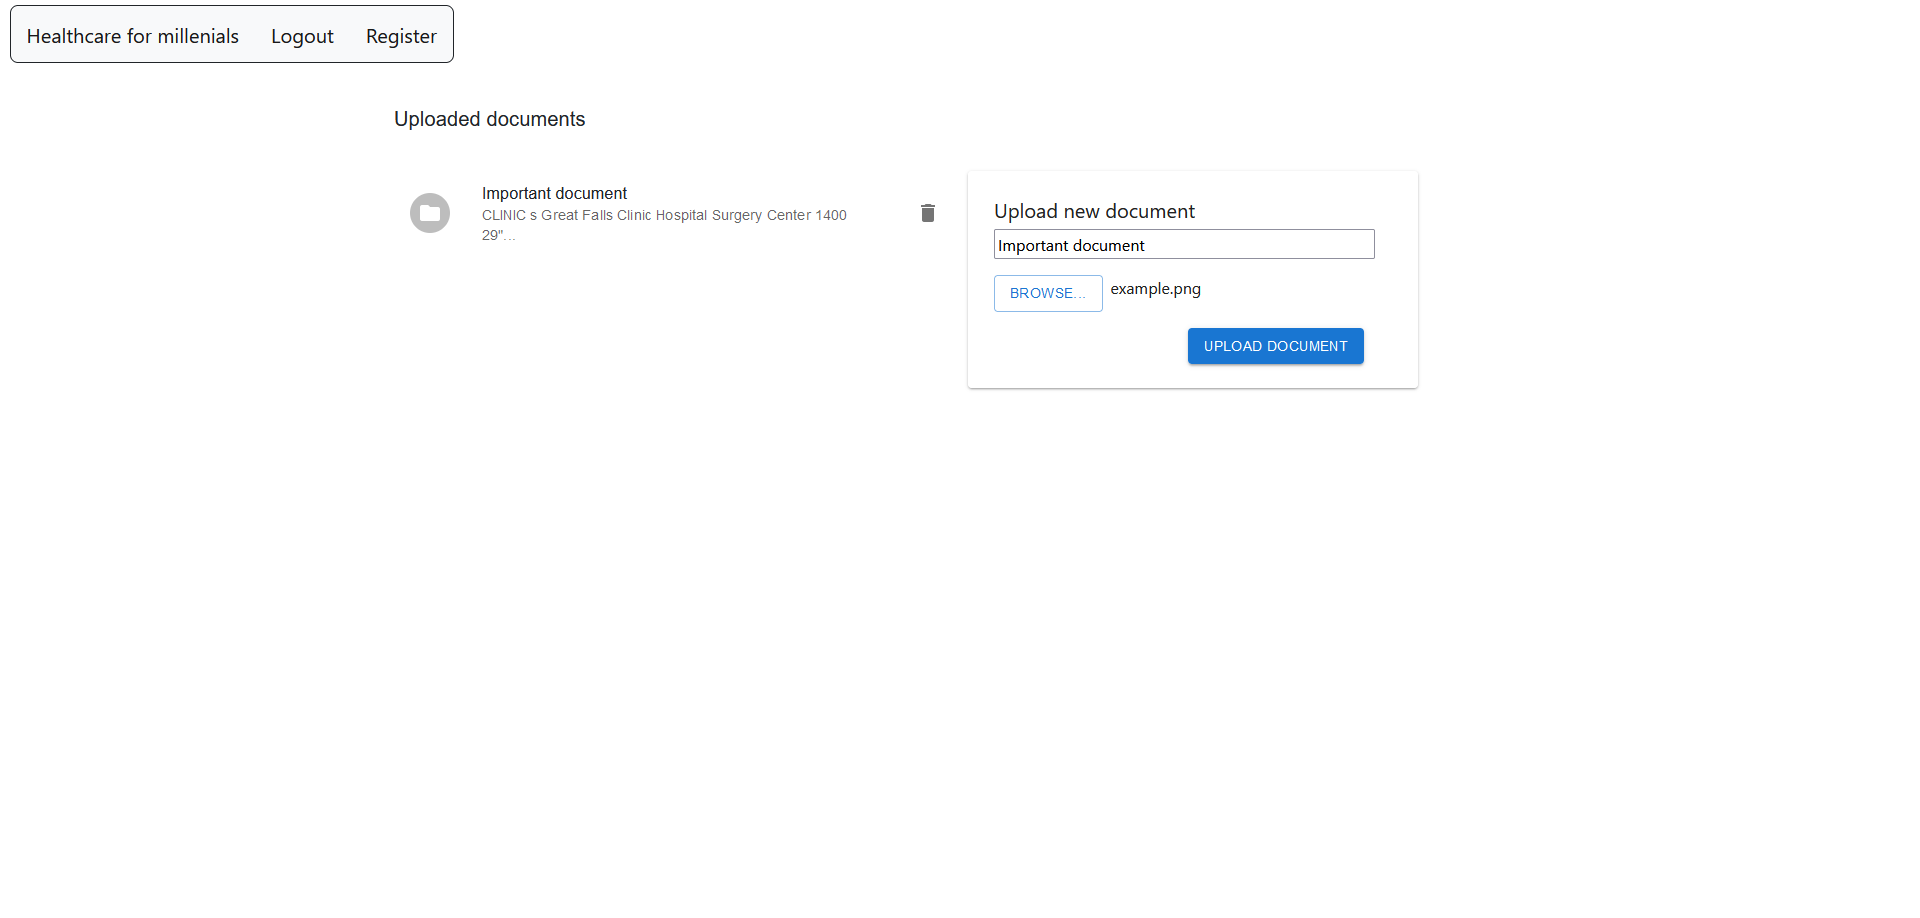 Healthcare for millenials Logout Register
Uploaded documents
Important document
CLINIC s Great Falls Clinic Hospital Surgery Center 1400
29"...
Upload new document
Important document
BROWSE... example.png
UPLOAD DOCUMENT